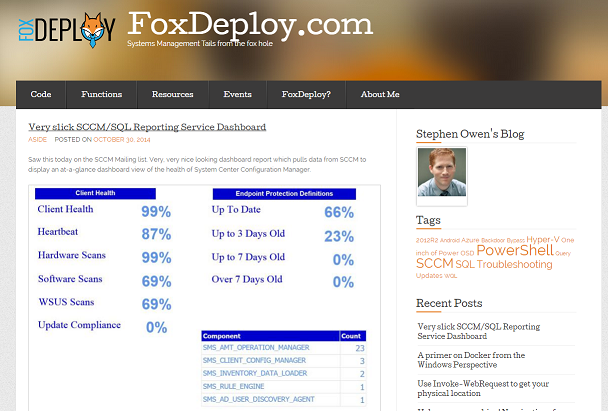 FOX DEPLOY
FoxDeploy.com
Systems Management Tails from the fox hole
Code Functions Resources Events FoxDeploy? About Me
Very slick SCCM/SQL Reporting Service Dashboard
ASIDE POSTED ON OCTOBER 30, 2014
Saw this today on the SCCM Mailing list. Very, very nice looking dashboard report which pulls data from SCCM to
display an at-a-glance dashboard view of the health of System Center Configuration Manager.
Client Health
Client Health 99%
Heartbeat 87%
Hardware Scans 99%
Software Scans 69%
WSUS Scans 69%
Update Compliance 0%
Endpoint Protection Definitions
Up To Date 66%
Up to 3 Days Old 23%
Up to 7 Days Old 0%
Over 7 Days Old 0%
Component Count
SMS_AMT_OPERATION_MANAGER 23
SMS_CLIENT_CONFIG_MANAGER 3
SMS_INVENTORY_DATA_LOADER 2
SMS_RULE_ENGINE 1
SMS_AD_USER_DISCOVERY_AGENT 1
Stephen Owen's Blog
Tags
2012R2 Android Azure Backdoor Bypass Hyper-V One
inch of Power OSD PowerShell Query
SCCM SQL Troubleshooting
Updates WQL
Recent Posts
Very slick SCCM/SQL Reporting
Service Dashboard
A primer on Docker from the
Windows Perspective
Use Invoke-WebRequest to get your
physical location